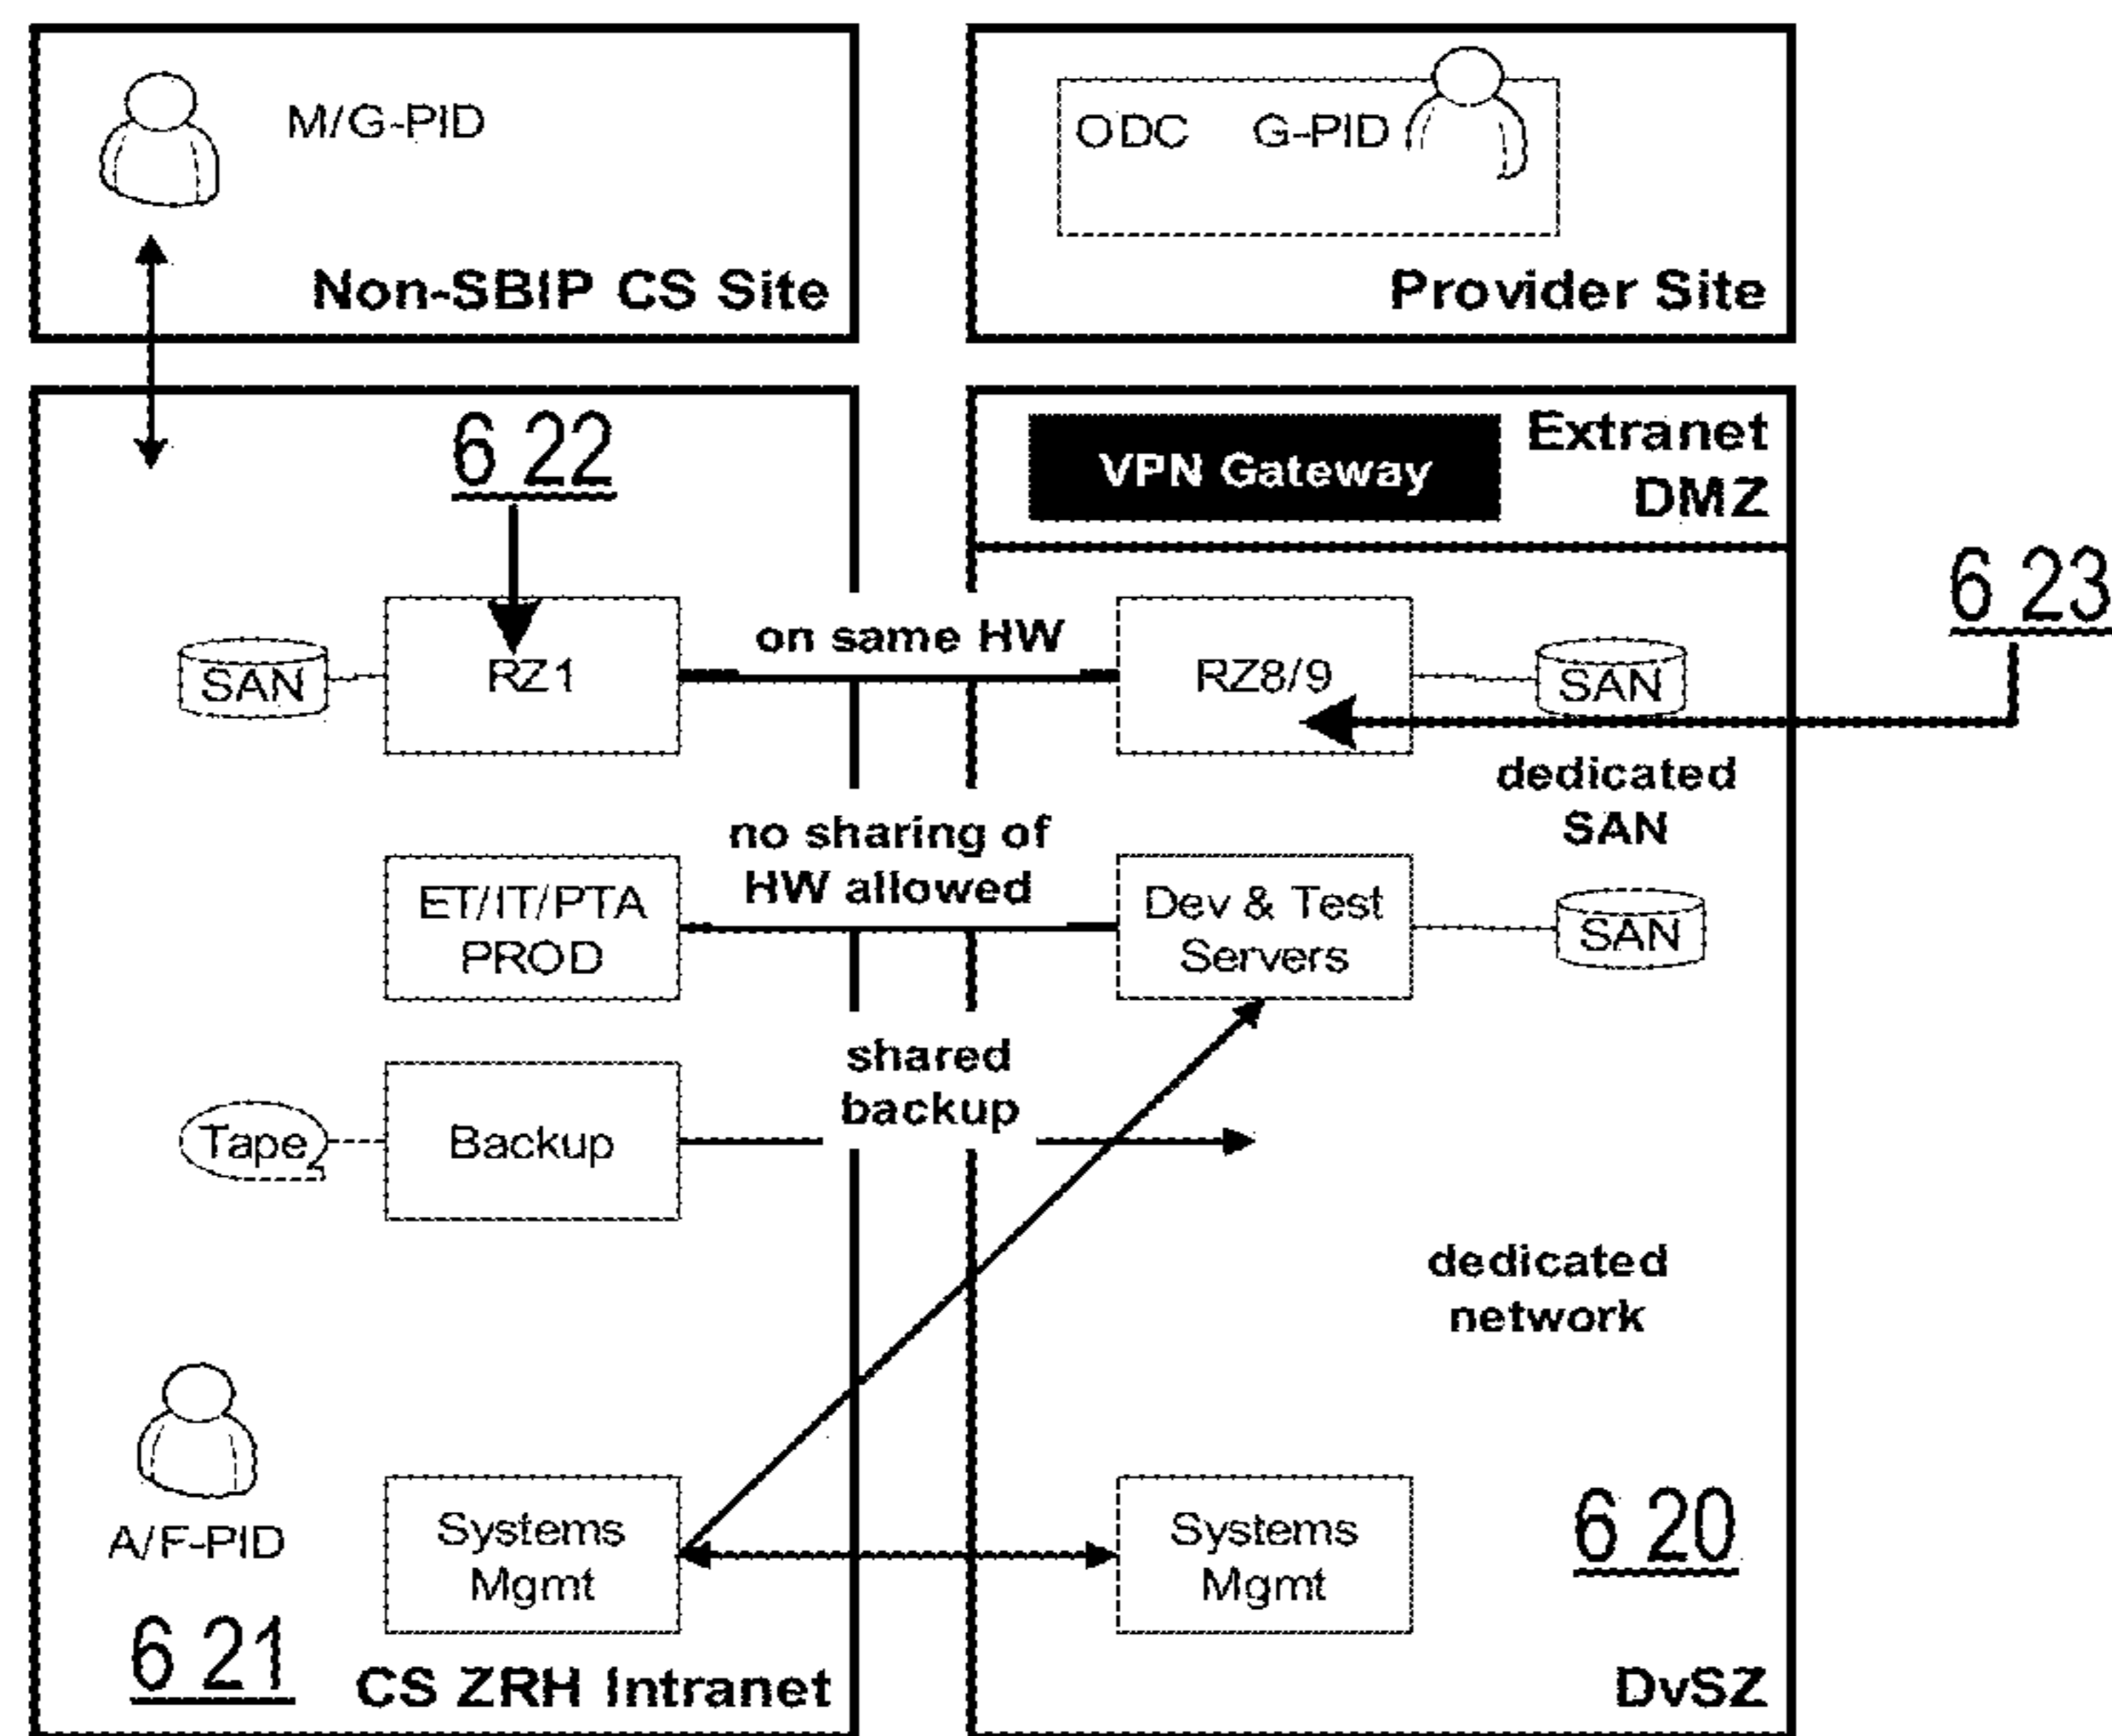 M/G-PID
Non-SBIP CS Site
ODC G-PID
Provider Site
6 22
VPN Gateway
Extranet
DMZ
6 23
SAN
RZ1
on same HW
RZ8/9
SAN
dedicated
SAN
no sharing of
HW allowed
ET/IT/PTA
PROD
Dev & Test
Servers
SAN
shared
backup
Tape
Backup
dedicated
network
A/F-PID
Systems
Mgmt
Systems
Mgmt
6 20
6 21
CS ZRH Intranet
DvSZ